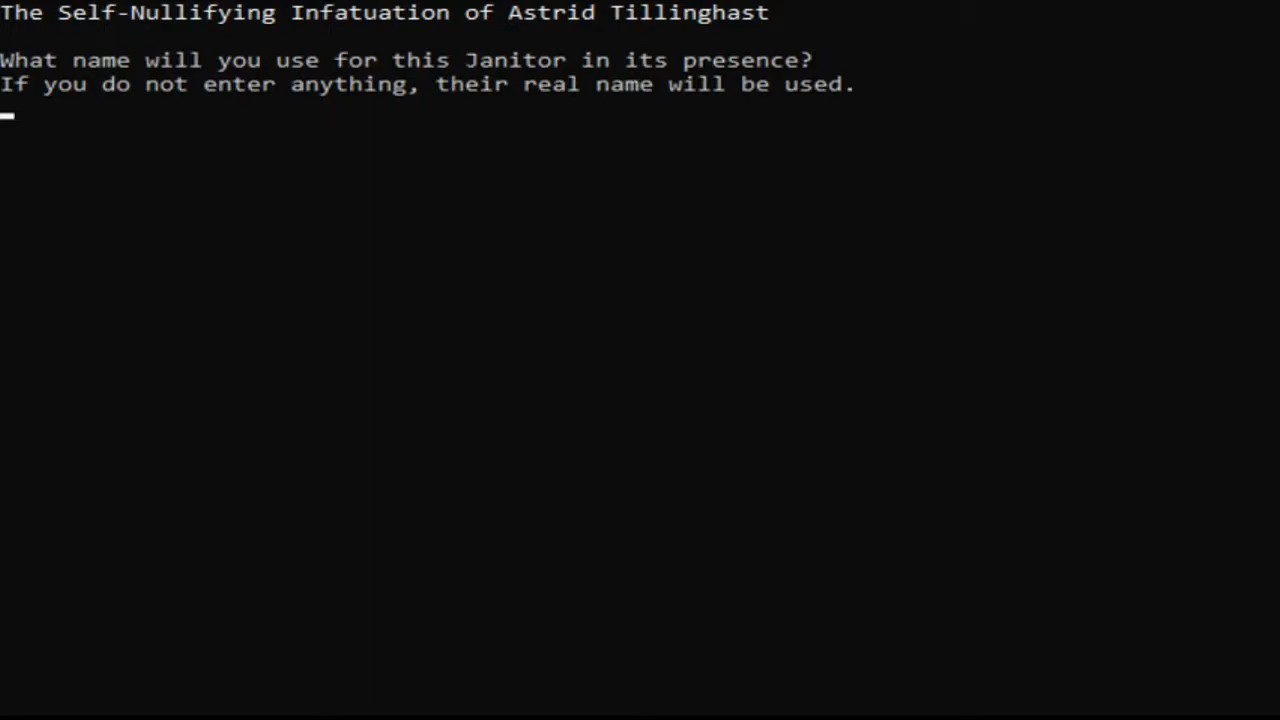 The Self-Nullifying Infatuation of Astrid Tillinghast
What name will you use for this Janitor in its presence?
If you do not enter anything, their real name will be used.